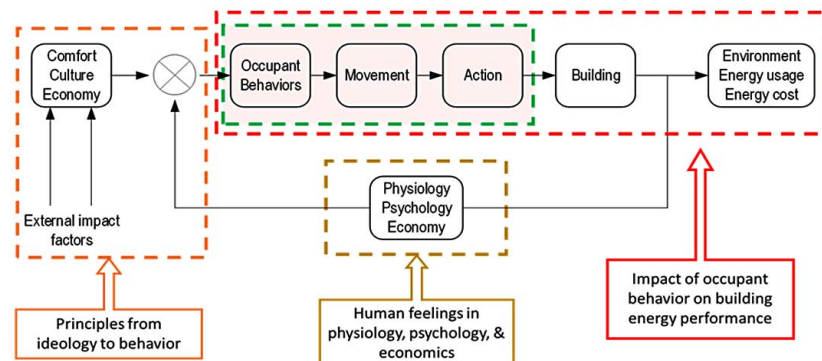 Comfort
Culture
Economy
Occupant
Behaviors
Movement
Action
Building
Environment
Energy usage
Energy cost
Physiology
Psychology
Economy
External impact
factors
Principles from
ideology to behavior
Human feelings in
physiology, psychology, &
economics
Impact of occupant
behavior on building
energy performance